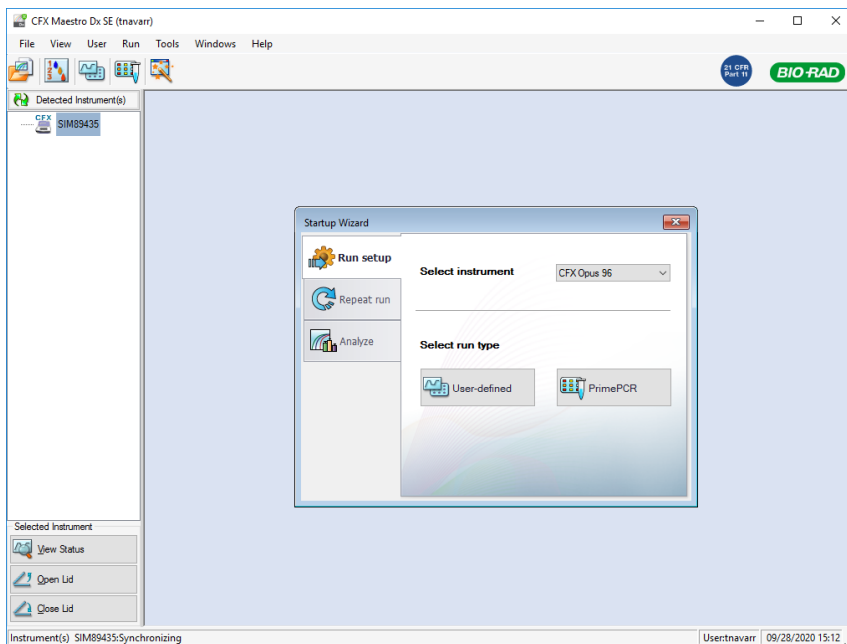 CFX Maestro Dx SE (tnavarr)
File View User Run Tools Windows Help
21 CFR
Part 11
BIO-RAD
Detected Instrument(s)
CFX
SIM89435
Startup Wizard
Run setup
Repeat run
Analyze
Select instrument
CFX Opus 96
Select run type
User-defined
PrimePCR
Selected Instrument
View Status
Open Lid
Close Lid
Instrument(s) SIM89435:Synchronizing
User:tnavarr
09/28/2020 15:12